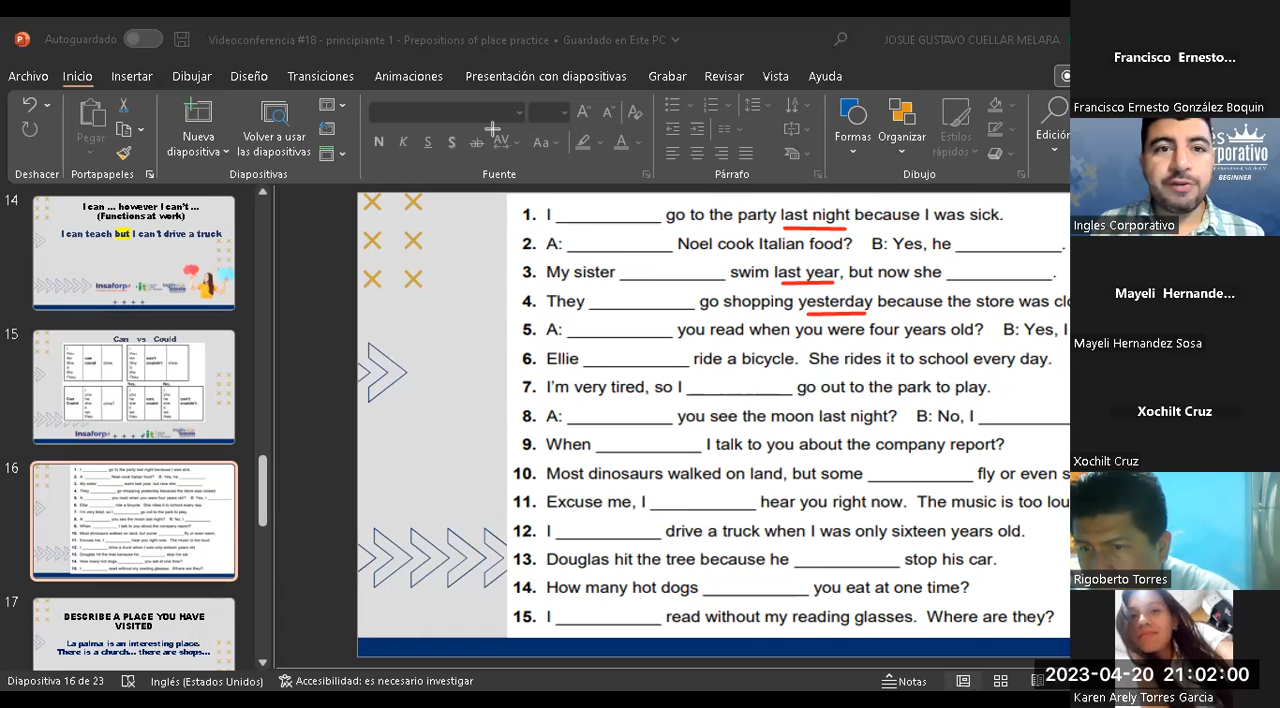 Autoguardado
Videoconferencia #18 - principiante 1 - Prepositions of place practice • Guardado en Este PC
JOSUE GUSTAVO CUELLAR MELARA
Archivo Inicio Insertar Dibujar Diseño Transiciones Animaciones Presentación con diapositivas Grabar Revisar Vista Ayuda
Pegar
Nueva diapositiva
Volver a usar las diapositivas
Formas Organizar Estilos rápidos Edición
Deshacer Portapapeles Diapositivas Fuente Párrafo Dibujo
14
I can ... however I can't ...
(Functions at work)
I can teach but I can't drive a truck
Insaforp
15
Can vs Could
Insaforp
16
17
DESCRIBE A PLACE YOU HAVE
VISITED
La palma is an interesting place.
There is a church... there are shops...
1. I ____________ go to the party last night because I was sick.
2. A: ____________ Noel cook Italian food? B: Yes, he ____________.
3. My sister ____________ swim last year, but now she ____________.
4. They ____________ go shopping yesterday because the store was clo
5. A: ____________ you read when you were four years old? B: Yes, I
6. Ellie ____________ ride a bicycle. She rides it to school every day.
7. I'm very tired, so I ____________ go out to the park to play.
8. A: ____________ you see the moon last night? B: No, I ____________
9. When ____________ I talk to you about the company report?
10. Most dinosaurs walked on land, but some ____________ fly or even s
11. Excuse me, I ____________ hear you right now. The music is too lou
12. I ____________ drive a truck when I was only sixteen years old.
13. Douglas hit the tree because he ____________ stop his car.
14. How many hot dogs ____________ you eat at one time?
15. I ____________ read without my reading glasses. Where are they?
Diapositiva 16 de 23
Inglés (Estados Unidos)
Accesibilidad: es necesario investigar
Notas
Francisco Ernesto...
Francisco Ernesto González Boquin
BEGINNER
Ingles Corporativo
Mayeli Hernande...
Mayeli Hernandez Sosa
Xochilt Cruz
Xochilt Cruz
Rigoberto Torres
2023-04-20 21:02:00
Karen Arely Torres Garcia